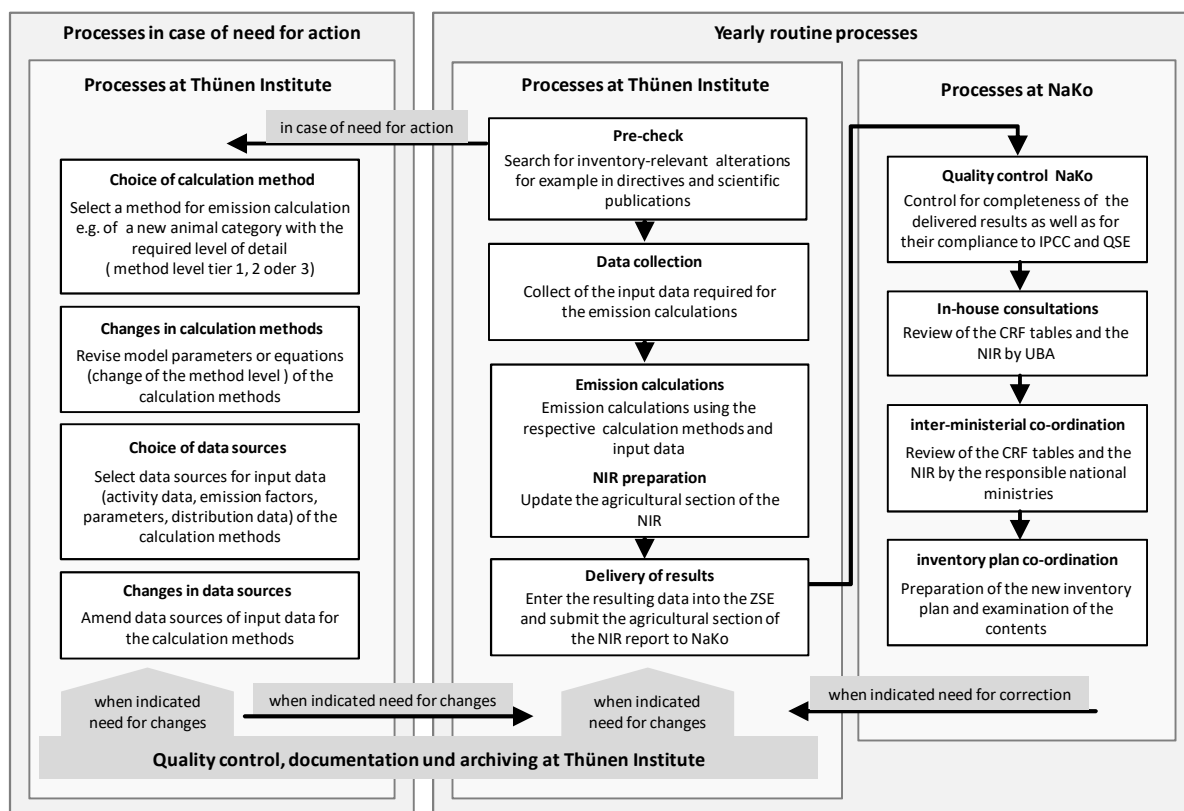 Processes in case of need for action
Processes at Thünen Institute
Choice of calculation method
Select a method for emission calculation
e.g. of a new animal category with the
required level of detail
( method level tier 1, 2 oder 3)
Changes in calculation methods
Revise model parameters or equations
(change of the method level ) of the
calculation methods
Choice of data sources
Select data sources for input data
(activity data, emission factors,
parameters, distribution data) of the
calculation methods
Changes in data sources
Amend data sources of input data for
the calculation methods
when indicated
need for changes
in case of need for action
when indicated need for changes
Yearly routine processes
Processes at Thünen Institute
Pre-check
Search for inventory-relevant alterations
for example in directives and scientific
publications
Data collection
Collect of the input data required for
the emission calculations
Emission calculations
Emission calculations using the
respective calculation methods and
input data
NIR preparation
Update the agricultural section of the
NIR
Delivery of results
Enter the resulting data into the ZSE
and submit the agricultural section of
the NIR report to NaKo
when indicated
need for changes
Processes at NaKo
Quality control NaKo
Control for completeness of the
delivered results as well as for
their compliance to IPCC and QSE
In-house consultations
Review of the CRF tables and the
NIR by UBA
inter-ministerial co-ordination
Review of the CRF tables and the
NIR by the responsible national
ministries
inventory plan co-ordination
Preparation of the new inventory
plan and examination of the
contents
when indicated need for correction
Quality control, documentation und archiving at Thünen Institute